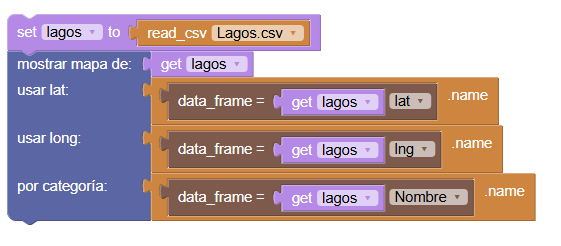 set lagos to read_csv Lagos.csv
mostrar mapa de: get lagos
usar lat: data_frame = get lagos lat .name
usar long: data_frame = get lagos lng .name
por categoría: data_frame = get lagos Nombre .name